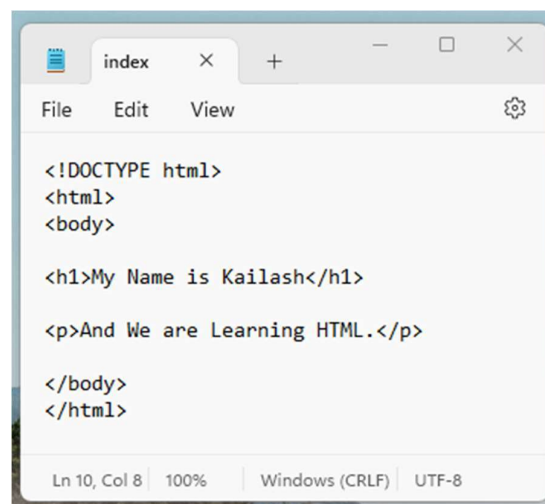 index
File Edit View
<!DOCTYPE html>
<html>
<body>
<h1>My Name is Kailash</h1>
<p>And We are Learning HTML.</p>
</body>
</html>
Ln 10, Col 8 100% Windows (CRLF) UTF-8